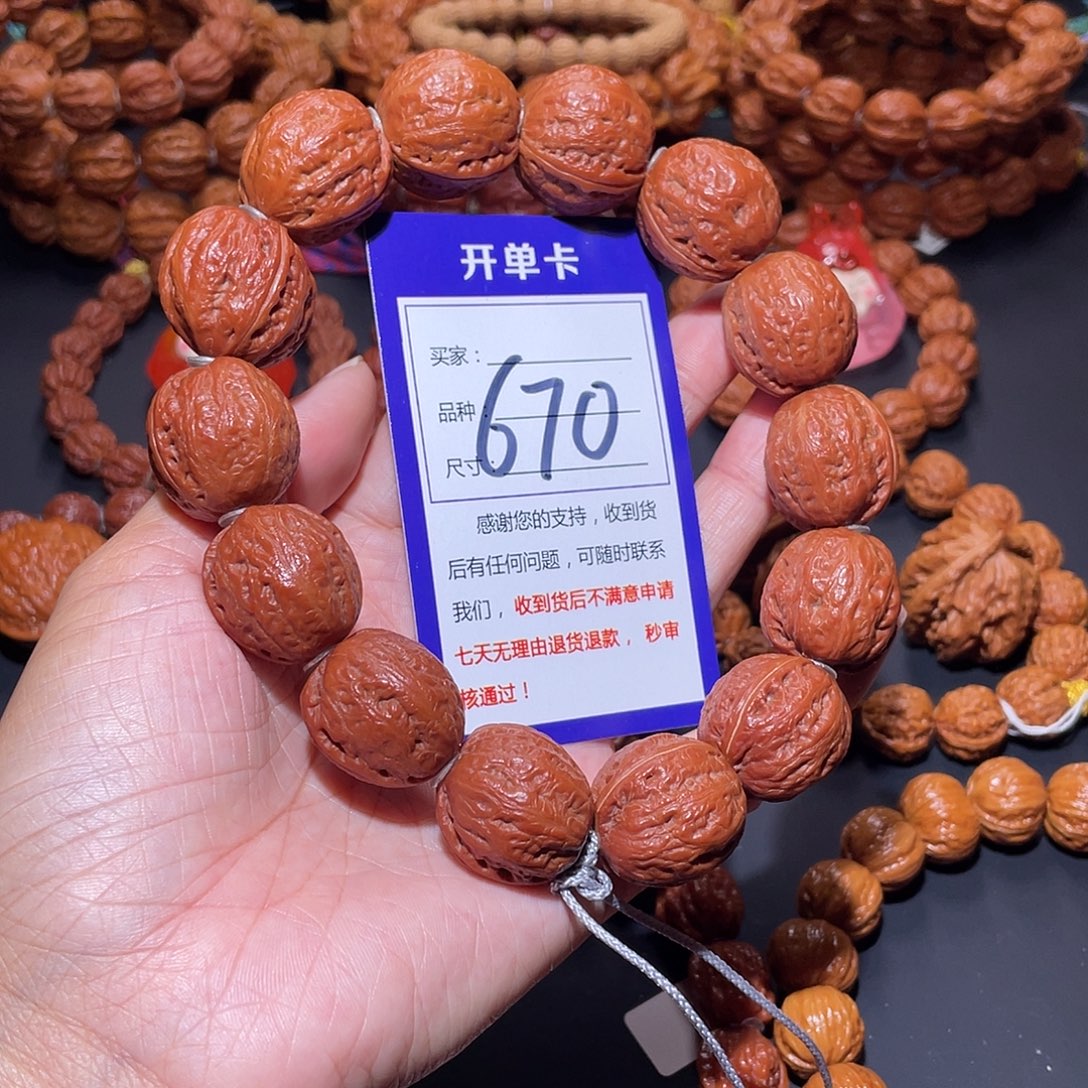 开单卡
买家：
品种：
670
尺寸
感谢您的支持，收到货
后有任何问题，可随时联系
我们，收到货后不满意申请
七天无理由退货退款，秒审
核通过！